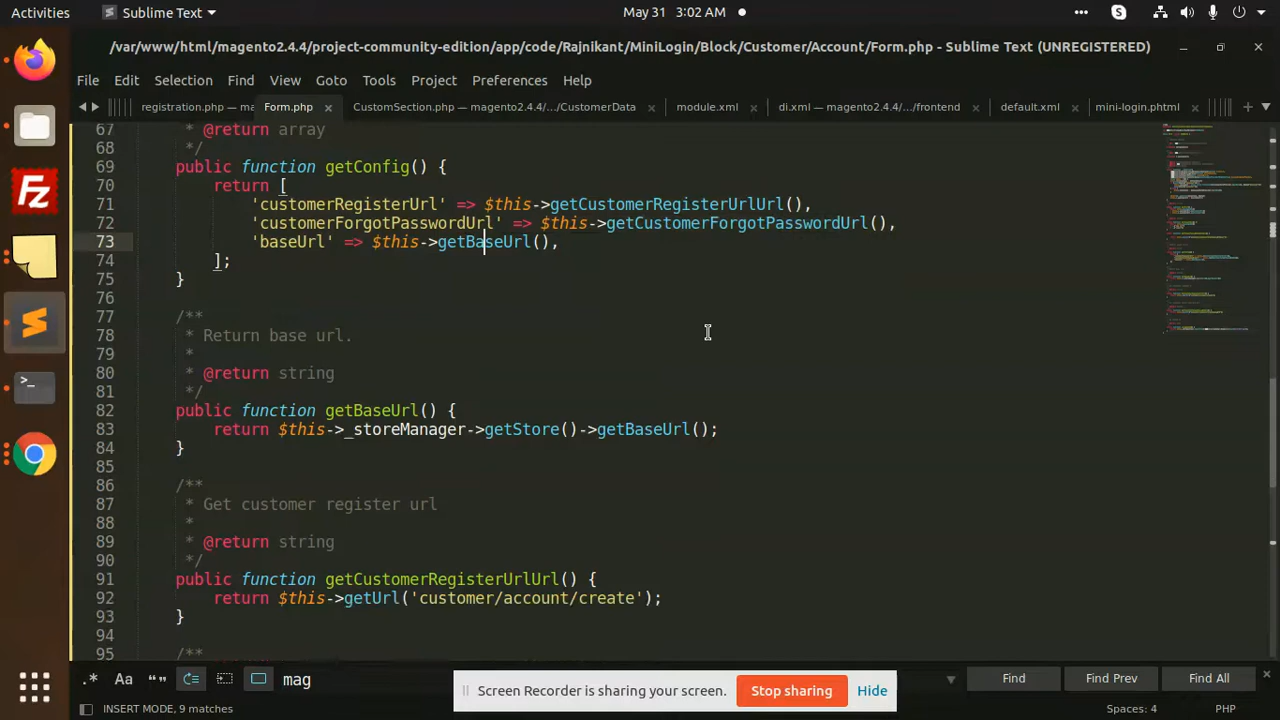 Activities
Sublime Text
May 31 3:02 AM
/var/www/html/magento2.4.4/project-community-edition/app/code/Rajnikant/MiniLogin/Block/Customer/Account/Form.php - Sublime Text (UNREGISTERED)
File Edit Selection Find View Goto Tools Project Preferences Help
registration.php — ma
Form.php
CustomSection.php — magento2.4.4/…/CustomerData
module.xml
di.xml — magento2.4.4/…/frontend
default.xml
mini-login.phtml
67 * @return array
68 */
69 public function getConfig() {
70 return [
71 'customerRegisterUrl' => $this->getCustomerRegisterUrlUrl(),
72 'customerForgotPasswordUrl' => $this->getCustomerForgotPasswordUrl(),
73 'baseUrl' => $this->getBaseUrl(),
74 ];
75 }
76
77 /**
78 * Return base url.
79 *
80 * @return string
81 */
82 public function getBaseUrl() {
83 return $this->_storeManager->getStore()->getBaseUrl();
84 }
85
86 /**
87 * Get customer register url
88 *
89 * @return string
90 */
91 public function getCustomerRegisterUrlUrl() {
92 return $this->getUrl('customer/account/create');
93 }
94
95 /**
.* Aa “” mag
Find Find Prev Find All
Screen Recorder is sharing your screen. Stop sharing Hide
INSERT MODE, 9 matches
Spaces: 4 PHP